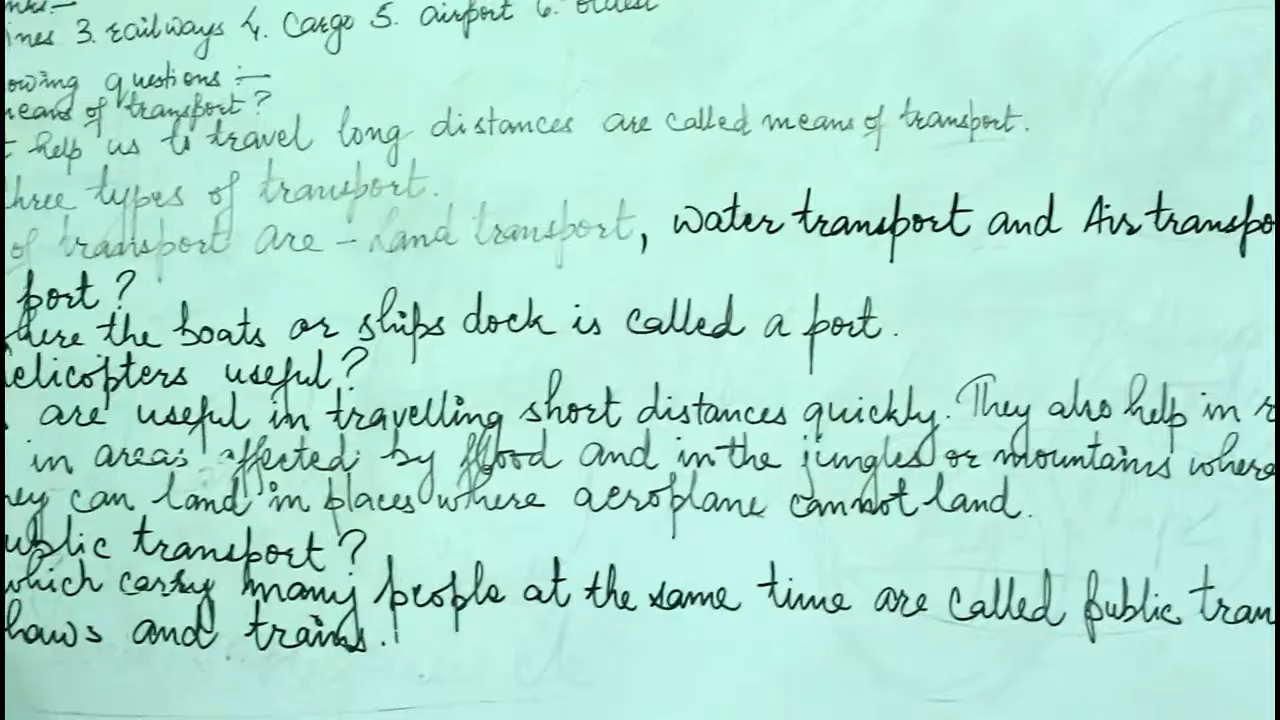 nks:-
ines 3. railways 4. Cargo 5. airport 6. oldest
owing questions :-
means of transport?
t help us to travel long distances are called means of transport.
three types of transport.
of transport are - Land transport, water transport and Air transpo
port?
here the boats or ships dock is called a port.
elicopters useful?
are useful in travelling short distances quickly. They also help in r
in areas affected by flood and in the jungles or mountains where
ey can land in places where aeroplane cannot land.
ublic transport?
which carry many people at the same time are called public tran
haws and trains.